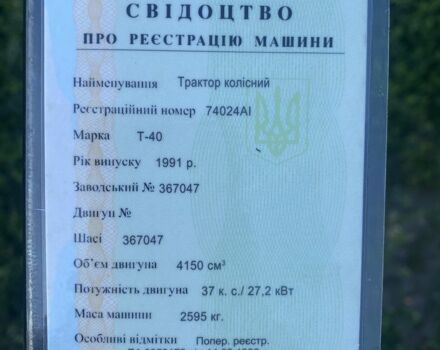 СВІДОЦТВО
ПРО РЕЄСТРАЦІЮ МАШИНИ
Найменування Трактор колісний
Реєстраційний номер 74024АІ
Марка Т-40
Рік випуску 1991 р.
Заводський № 367047
Двигун №
Шасі 367047
Об'єм двигуна 4150 см³
Потужність двигуна 37 к. с./ 27,2 кВт
Маса машини 2595 кг.
Особливі відмітки Попер. реєстр.